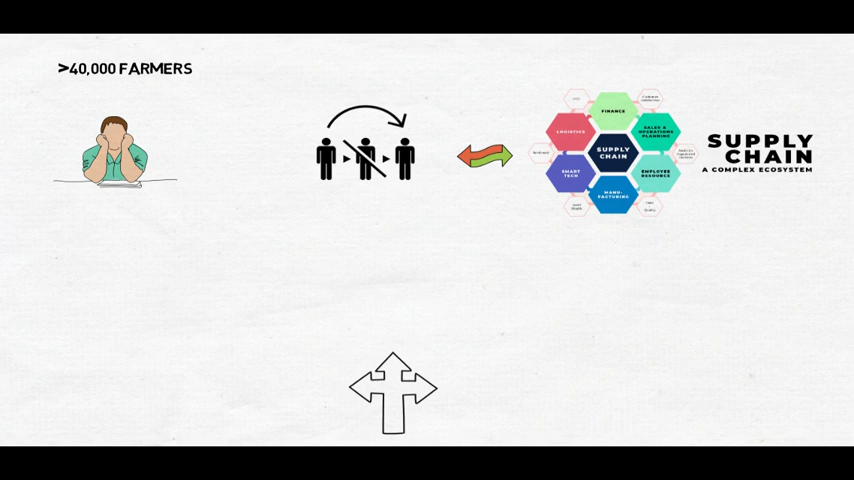 >40,000 FARMERS
FINANCE
LOGISTICS
SALES &
OPERATIONS
PLANNING
SUPPLY
CHAIN
SMART
TECH
EMPLOYEE
RESOURCE
MANU-
FACTURING
SUPPLY
CHAIN
A COMPLEX ECOSYSTEM